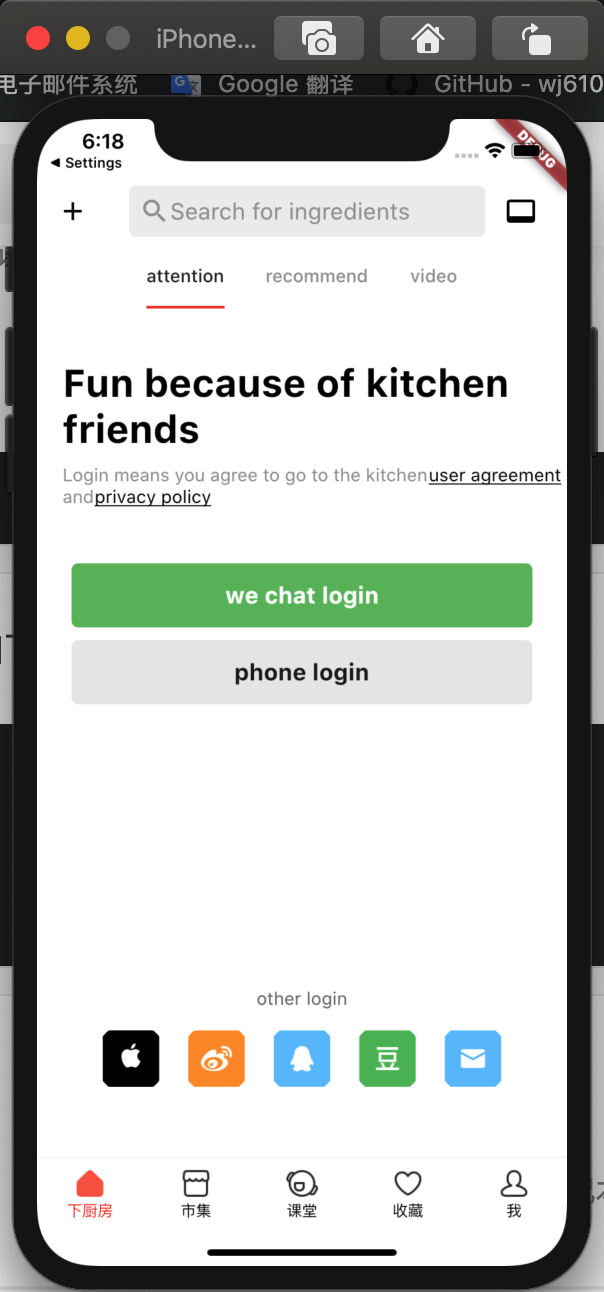 iPhone...
电子邮件系统 Google 翻译 GitHub - wj610
6:18
DEBUG
◀ Settings
Search for ingredients
attention recommend video
Fun because of kitchen
friends
Login means you agree to go to the kitchenuser agreement
andprivacy policy
we chat login
phone login
other login
豆
下厨房 市集 课堂 收藏 我